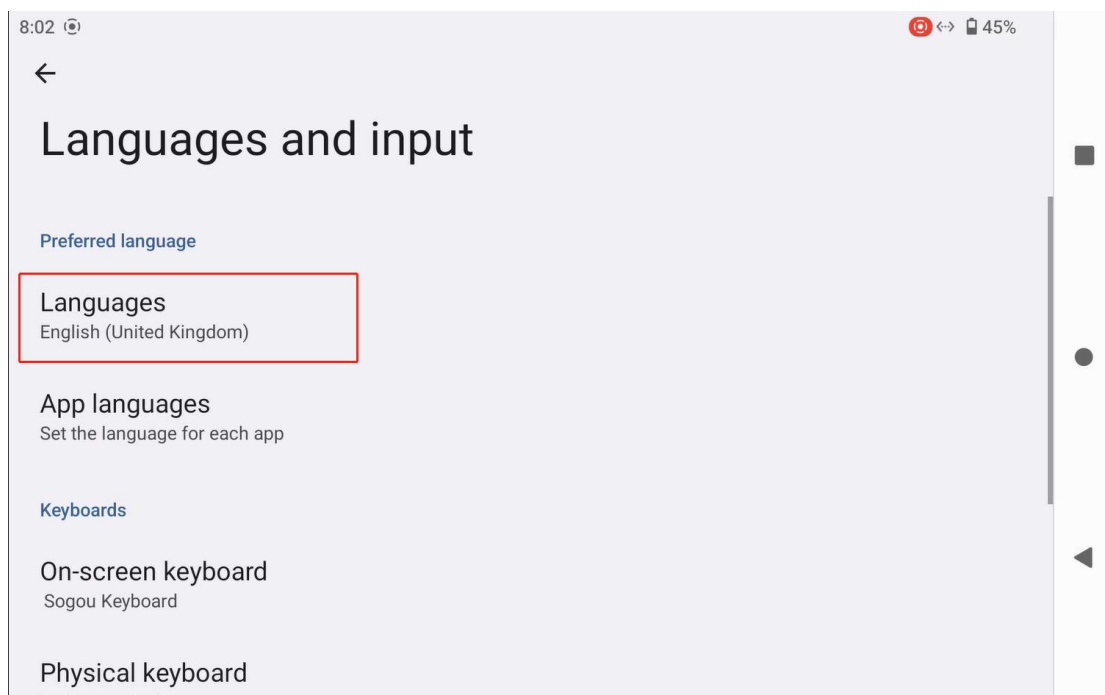 8:02
45%
Languages and input
Preferred language
Languages
English (United Kingdom)
App languages
Set the language for each app
Keyboards
On-screen keyboard
Sogou Keyboard
Physical keyboard